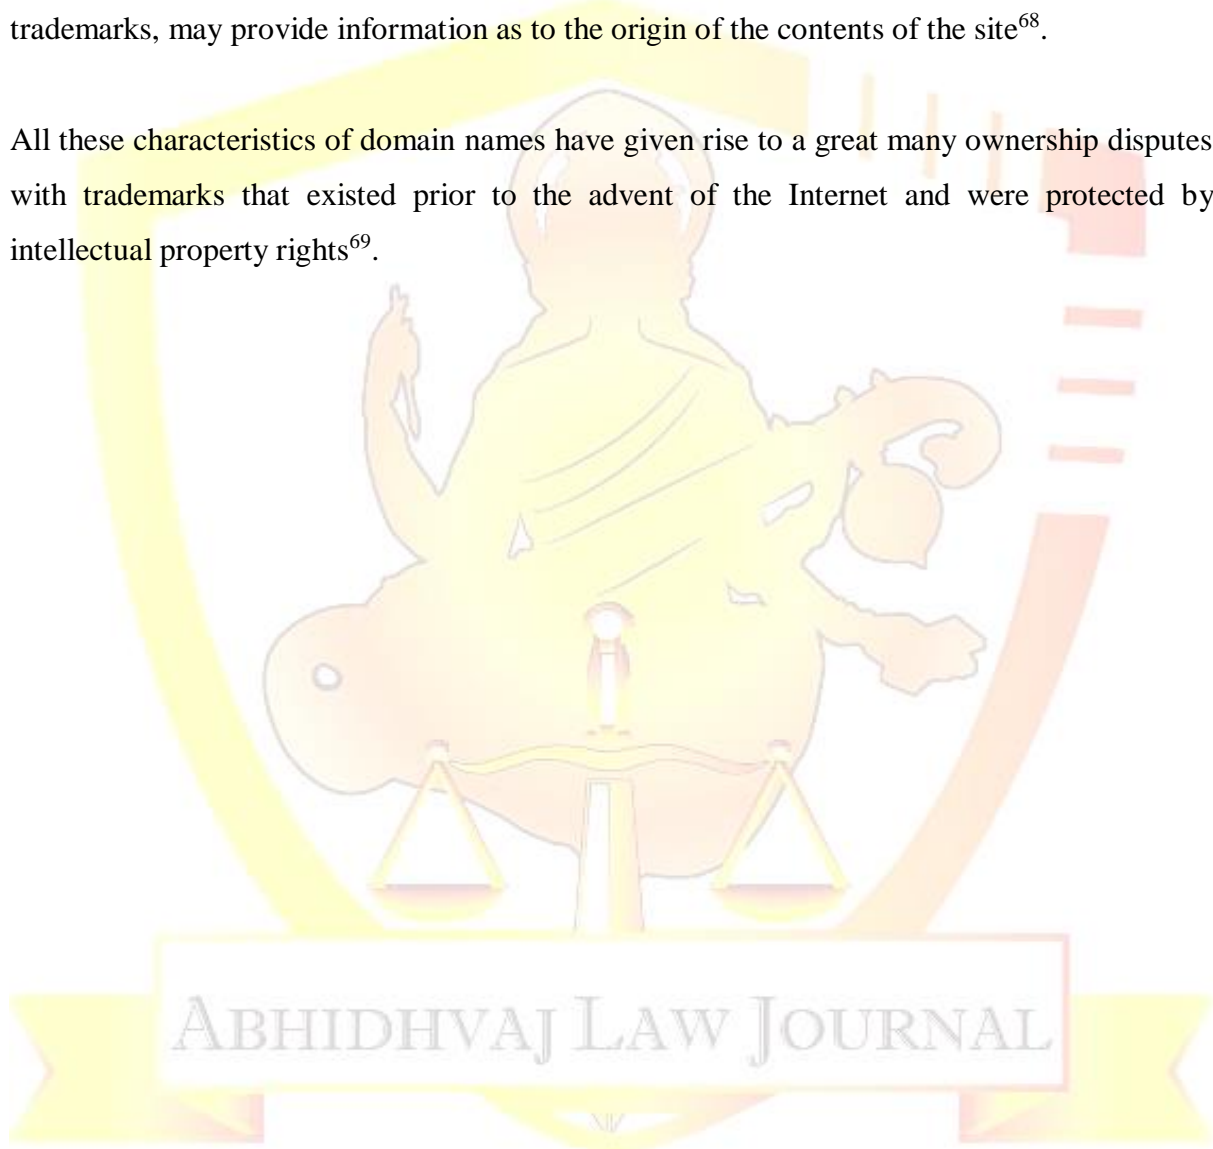 trademarks, may provide information as to the origin of the contents of the site⁶⁸.
All these characteristics of domain names have given rise to a great many ownership disputes
with trademarks that existed prior to the advent of the Internet and were protected by
intellectual property rights⁶⁹.
ABHIDHVAJ LAW JOURNAL